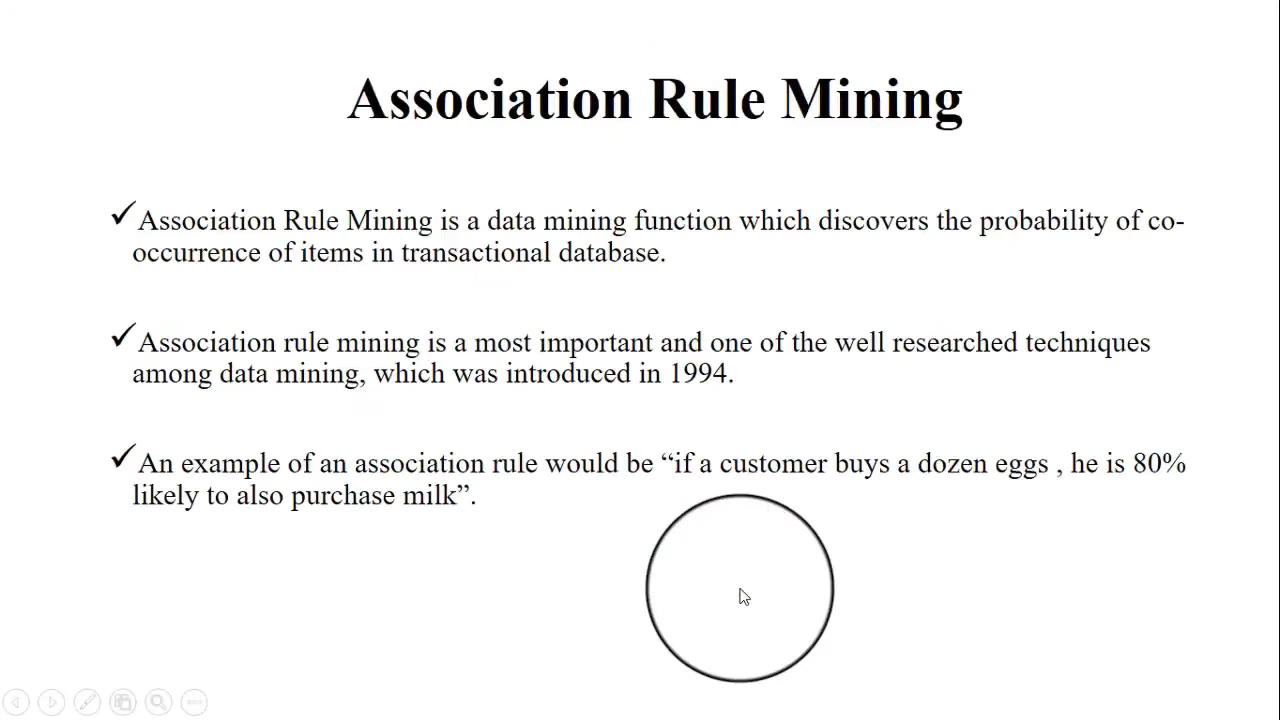 Association Rule Mining
✓Association Rule Mining is a data mining function which discovers the probability of co-
occurrence of items in transactional database.
✓Association rule mining is a most important and one of the well researched techniques
among data mining, which was introduced in 1994.
✓An example of an association rule would be “if a customer buys a dozen eggs , he is 80%
likely to also purchase milk”.